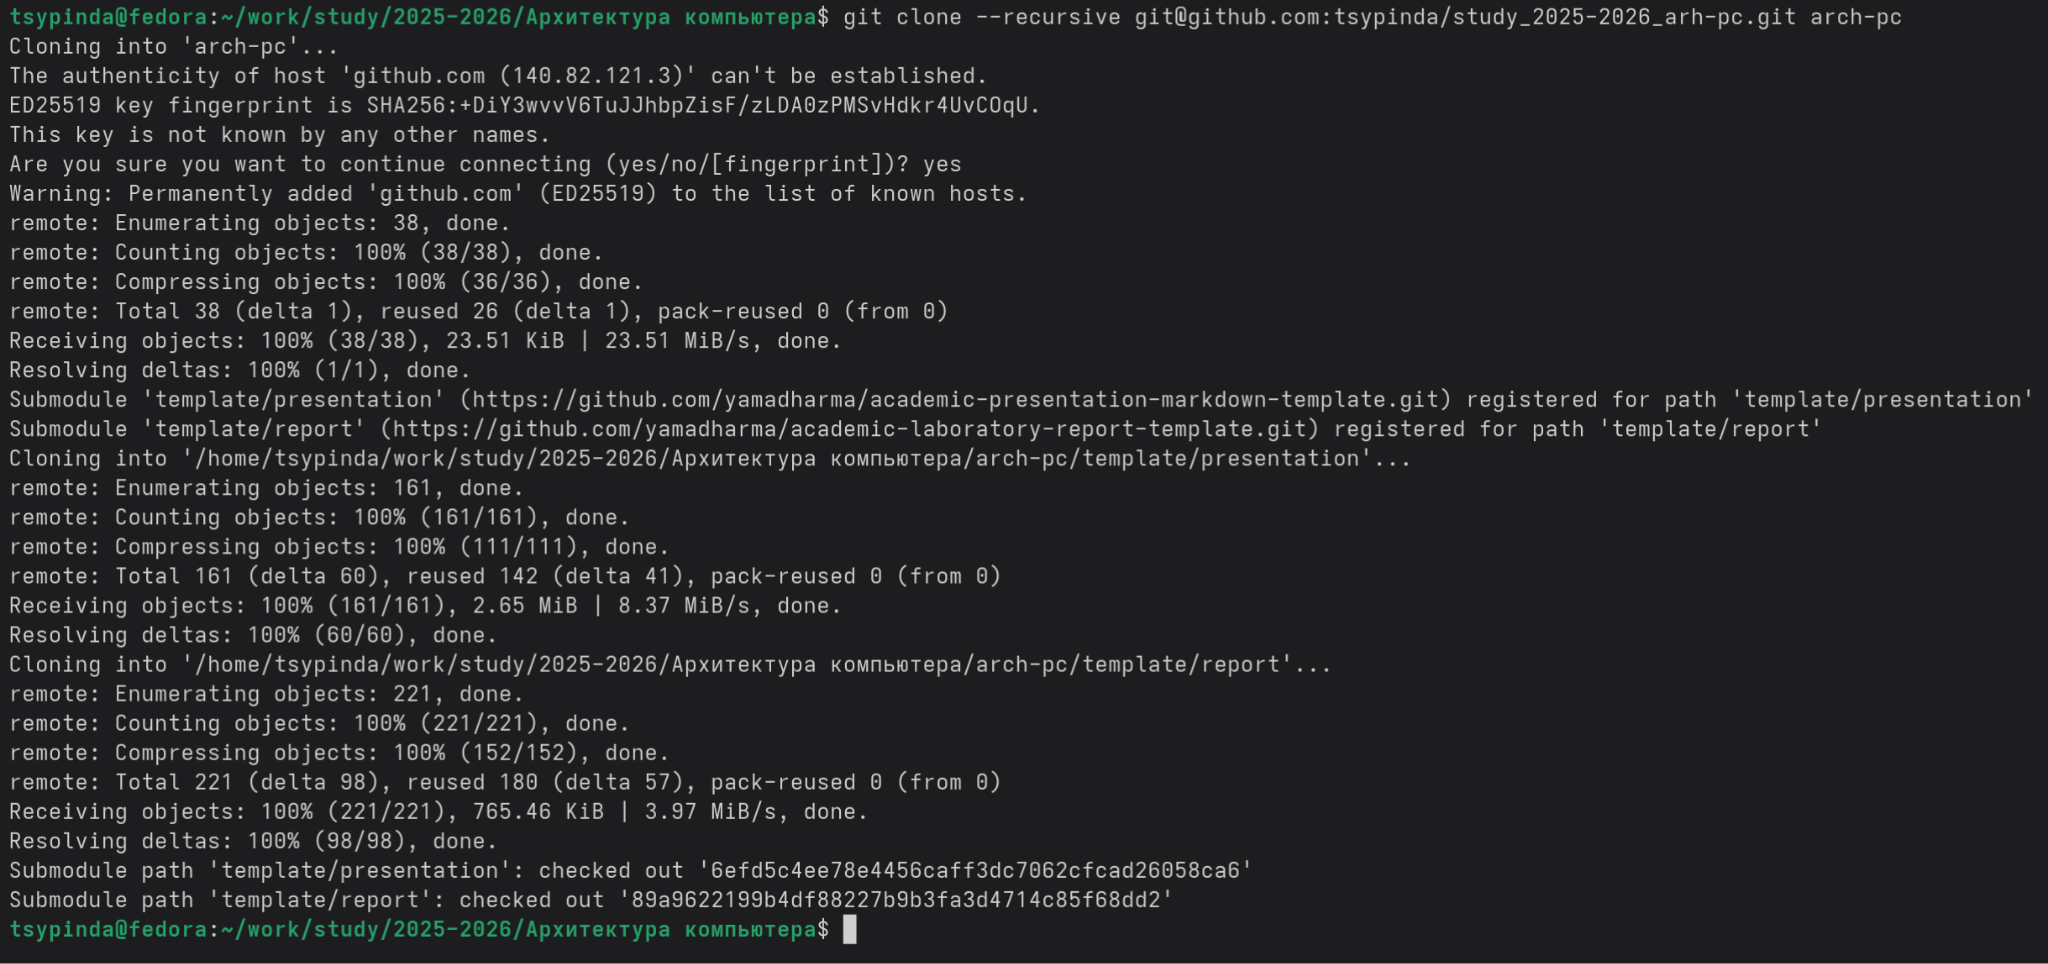 tsypinda@fedora:~/work/study/2025-2026/Архитектура компьютера$ git clone --recursive git@github.com:tsypinda/study_2025-2026_arh-pc.git arch-pc
Cloning into 'arch-pc'...
The authenticity of host 'github.com (140.82.121.3)' can't be established.
ED25519 key fingerprint is SHA256:+DiY3wvvV6TuJJhbpZisF/zLDA0zPMSvHdkr4UvCOqU.
This key is not known by any other names.
Are you sure you want to continue connecting (yes/no/[fingerprint])? yes
Warning: Permanently added 'github.com' (ED25519) to the list of known hosts.
remote: Enumerating objects: 38, done.
remote: Counting objects: 100% (38/38), done.
remote: Compressing objects: 100% (36/36), done.
remote: Total 38 (delta 1), reused 26 (delta 1), pack-reused 0 (from 0)
Receiving objects: 100% (38/38), 23.51 KiB | 23.51 MiB/s, done.
Resolving deltas: 100% (1/1), done.
Submodule 'template/presentation' (https://github.com/yamadharma/academic-presentation-markdown-template.git) registered for path 'template/presentation'
Submodule 'template/report' (https://github.com/yamadharma/academic-laboratory-report-template.git) registered for path 'template/report'
Cloning into '/home/tsypinda/work/study/2025-2026/Архитектура компьютера/arch-pc/template/presentation'...
remote: Enumerating objects: 161, done.
remote: Counting objects: 100% (161/161), done.
remote: Compressing objects: 100% (111/111), done.
remote: Total 161 (delta 60), reused 142 (delta 41), pack-reused 0 (from 0)
Receiving objects: 100% (161/161), 2.65 MiB | 8.37 MiB/s, done.
Resolving deltas: 100% (60/60), done.
Cloning into '/home/tsypinda/work/study/2025-2026/Архитектура компьютера/arch-pc/template/report'...
remote: Enumerating objects: 221, done.
remote: Counting objects: 100% (221/221), done.
remote: Compressing objects: 100% (152/152), done.
remote: Total 221 (delta 98), reused 180 (delta 57), pack-reused 0 (from 0)
Receiving objects: 100% (221/221), 765.46 KiB | 3.97 MiB/s, done.
Resolving deltas: 100% (98/98), done.
Submodule path 'template/presentation': checked out '6efd5c4ee78e4456caff3dc7062cfcad26058ca6'
Submodule path 'template/report': checked out '89a9622199b4df88227b9b3fa3d4714c85f68dd2'
tsypinda@fedora:~/work/study/2025-2026/Архитектура компьютера$